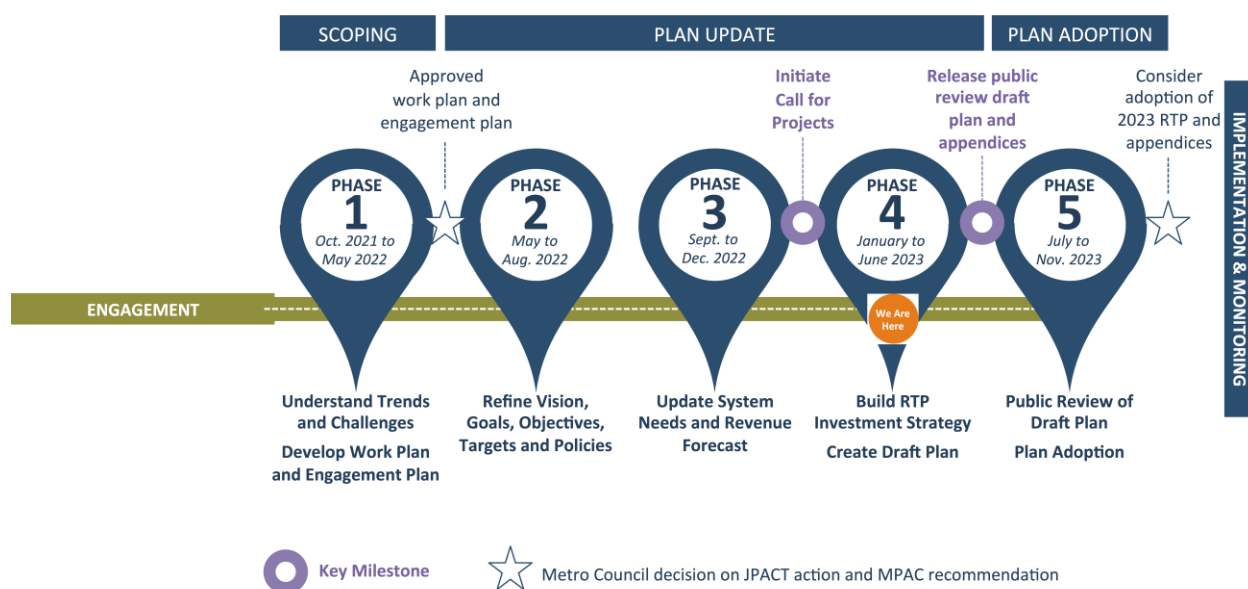 SCOPING
PLAN UPDATE
PLAN ADOPTION
Approved
work plan and
engagement plan
Initiate
Call for
Projects
Release public
review draft
plan and
appendices
Consider
adoption of
2023 RTP and
appendices
IMPLEMENTATION & MONITORING
PHASE
1
Oct. 2021 to
May 2022
PHASE
2
May to
Aug. 2022
PHASE
3
Sept. to
Dec. 2022
PHASE
4
January to
June 2023
PHASE
5
July to
Nov. 2023
ENGAGEMENT
We Are
Here
Understand Trends
and Challenges
Develop Work Plan
and Engagement Plan
Refine Vision,
Goals, Objectives,
Targets and Policies
Update System
Needs and Revenue
Forecast
Build RTP
Investment Strategy
Create Draft Plan
Public Review of
Draft Plan
Plan Adoption
Key Milestone
Metro Council decision on JPACT action and MPAC recommendation